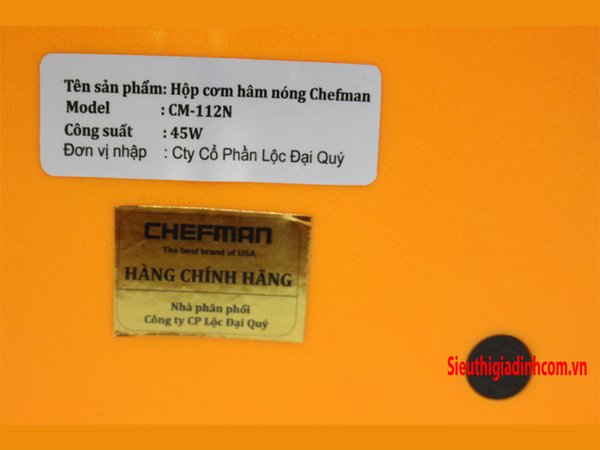 Tên sản phẩm: Hộp cơm hâm nóng Chefman
Model : CM-112N
Công suất : 45W
Đơn vị nhập : Cty Cổ Phần Lộc Đại Quý
CHEFMAN
The best brand of USA
HÀNG CHÍNH HÃNG
Nhà phân phối
Công ty CP Lộc Đại Quý
Sieuthigiadinhcom.vn